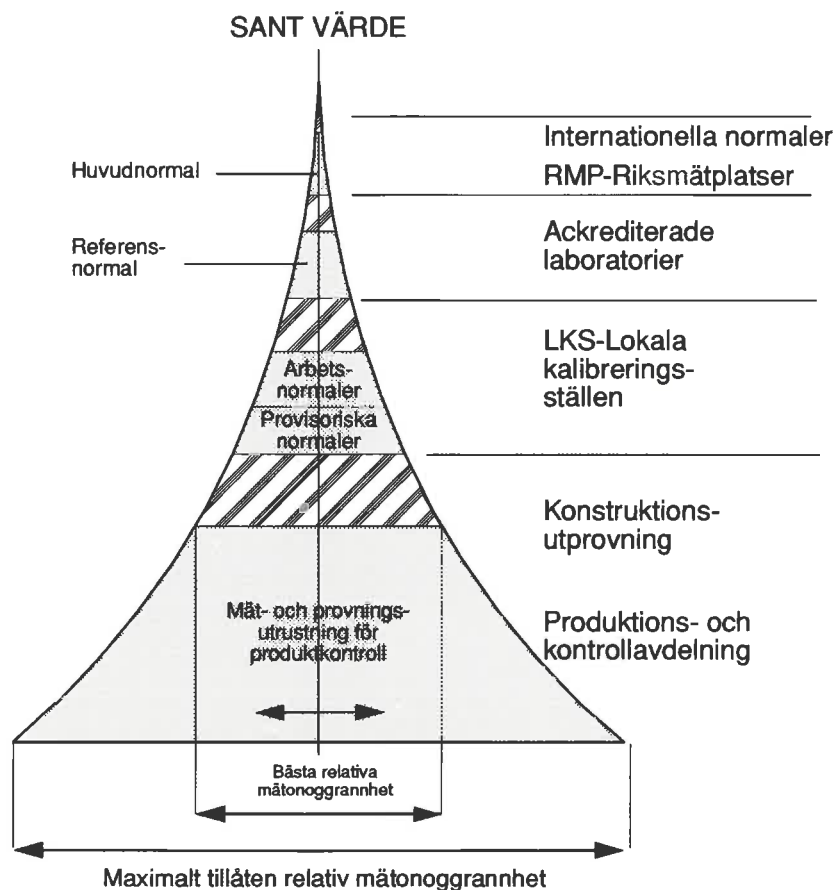 SANT VÄRDE
Internationella normaler
Huvudnormal
RMP-Riksmätplatser
Referens-
normal
Ackrediterade
laboratorier
LKS-Lokala
kalibrerings-
ställen
Arbets-
normaler
Provisoriska
normaler
Konstruktions-
utprovning
Mät- och provnings-
utrustning för
produktkontroll
Produktions- och
kontrollavdelning
Bästa relativa
mätonoggrannhet
Maximalt tillåten relativ mätonoggrannhet